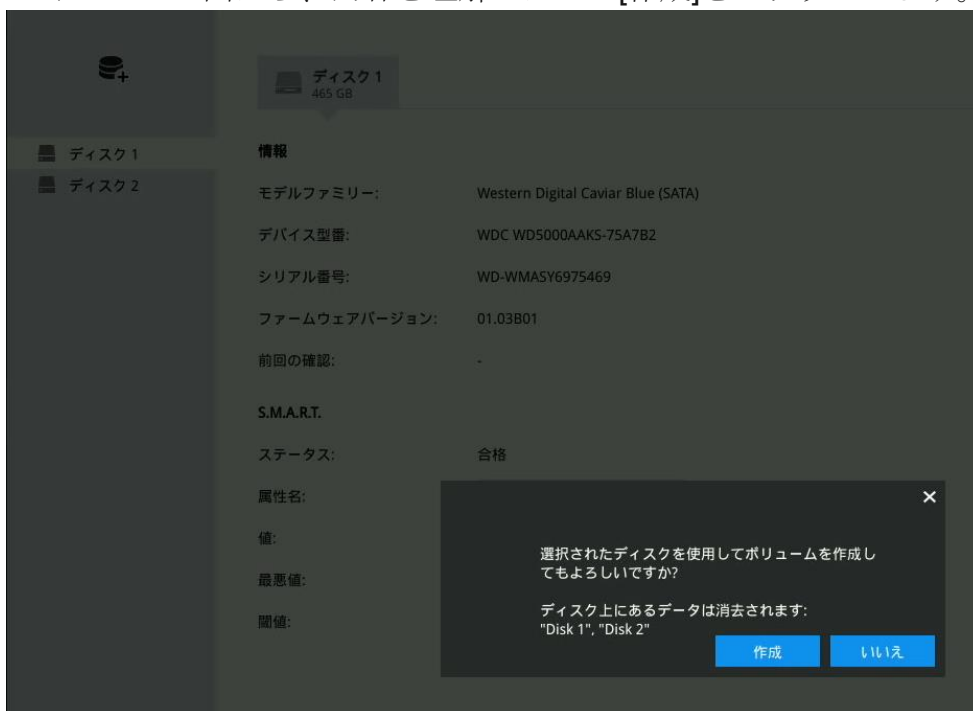 [作成]
ディスク 1
465 GB
ディスク 1
ディスク 2
情報
モデルファミリー: Western Digital Caviar Blue (SATA)
デバイス型番: WDC WD5000AAKS-75A7B2
シリアル番号: WD-WMASY6975469
ファームウェアバージョン: 01.03B01
前回の確認: -
S.M.A.R.T.
ステータス: 合格
属性名:
値:
最悪値:
閾値:
選択されたディスクを使用してボリュームを作成し
てもよろしいですか?
ディスク上にあるデータは消去されます:
"Disk 1", "Disk 2"
作成 いいえ